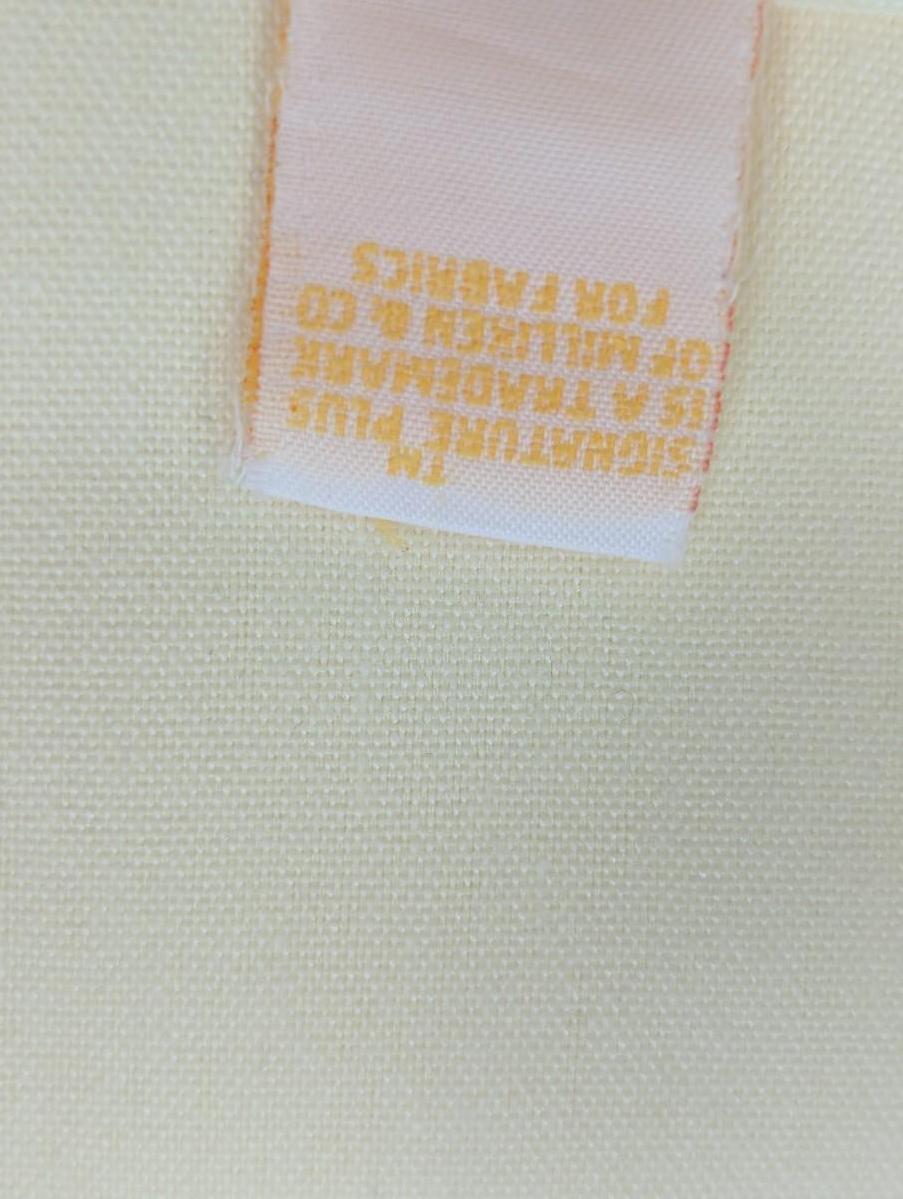 SIGNATURE PLUS™
IS A TRADEMARK
OF MILLIKEN & CO
FOR FABRICS